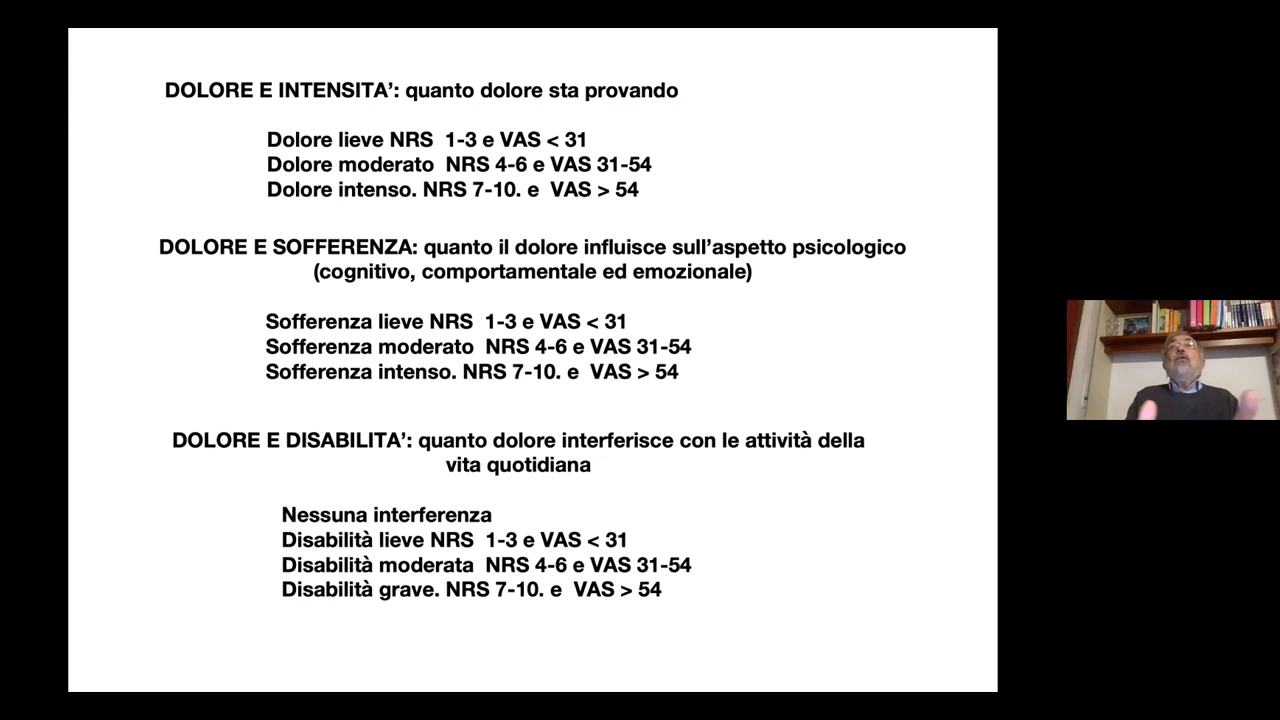 DOLORE E INTENSITA’: quanto dolore sta provando
Dolore lieve NRS 1-3 e VAS < 31
Dolore moderato NRS 4-6 e VAS 31-54
Dolore intenso. NRS 7-10. e VAS > 54
DOLORE E SOFFERENZA: quanto il dolore influisce sull’aspetto psicologico
(cognitivo, comportamentale ed emozionale)
Sofferenza lieve NRS 1-3 e VAS < 31
Sofferenza moderato NRS 4-6 e VAS 31-54
Sofferenza intenso. NRS 7-10. e VAS > 54
DOLORE E DISABILITA’: quanto dolore interferisce con le attività della
vita quotidiana
Nessuna interferenza
Disabilità lieve NRS 1-3 e VAS < 31
Disabilità moderata NRS 4-6 e VAS 31-54
Disabilità grave. NRS 7-10. e VAS > 54